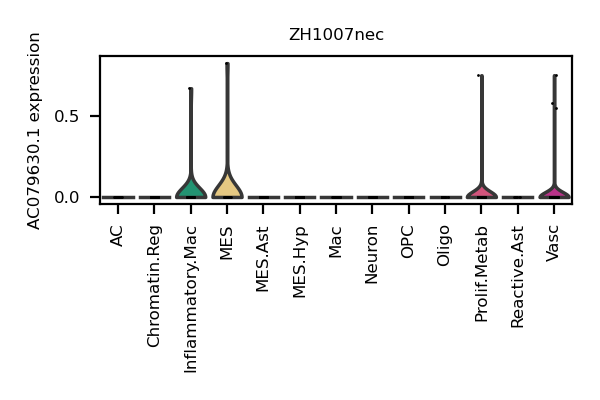 ZH1007nec
AC079630.1 expression
0.5
0.0
AC
Chromatin.Reg
Inflammatory.Mac
MES
MES.Ast
MES.Hyp
Mac
Neuron
OPC
Oligo
Prolif.Metab
Reactive.Ast
Vasc